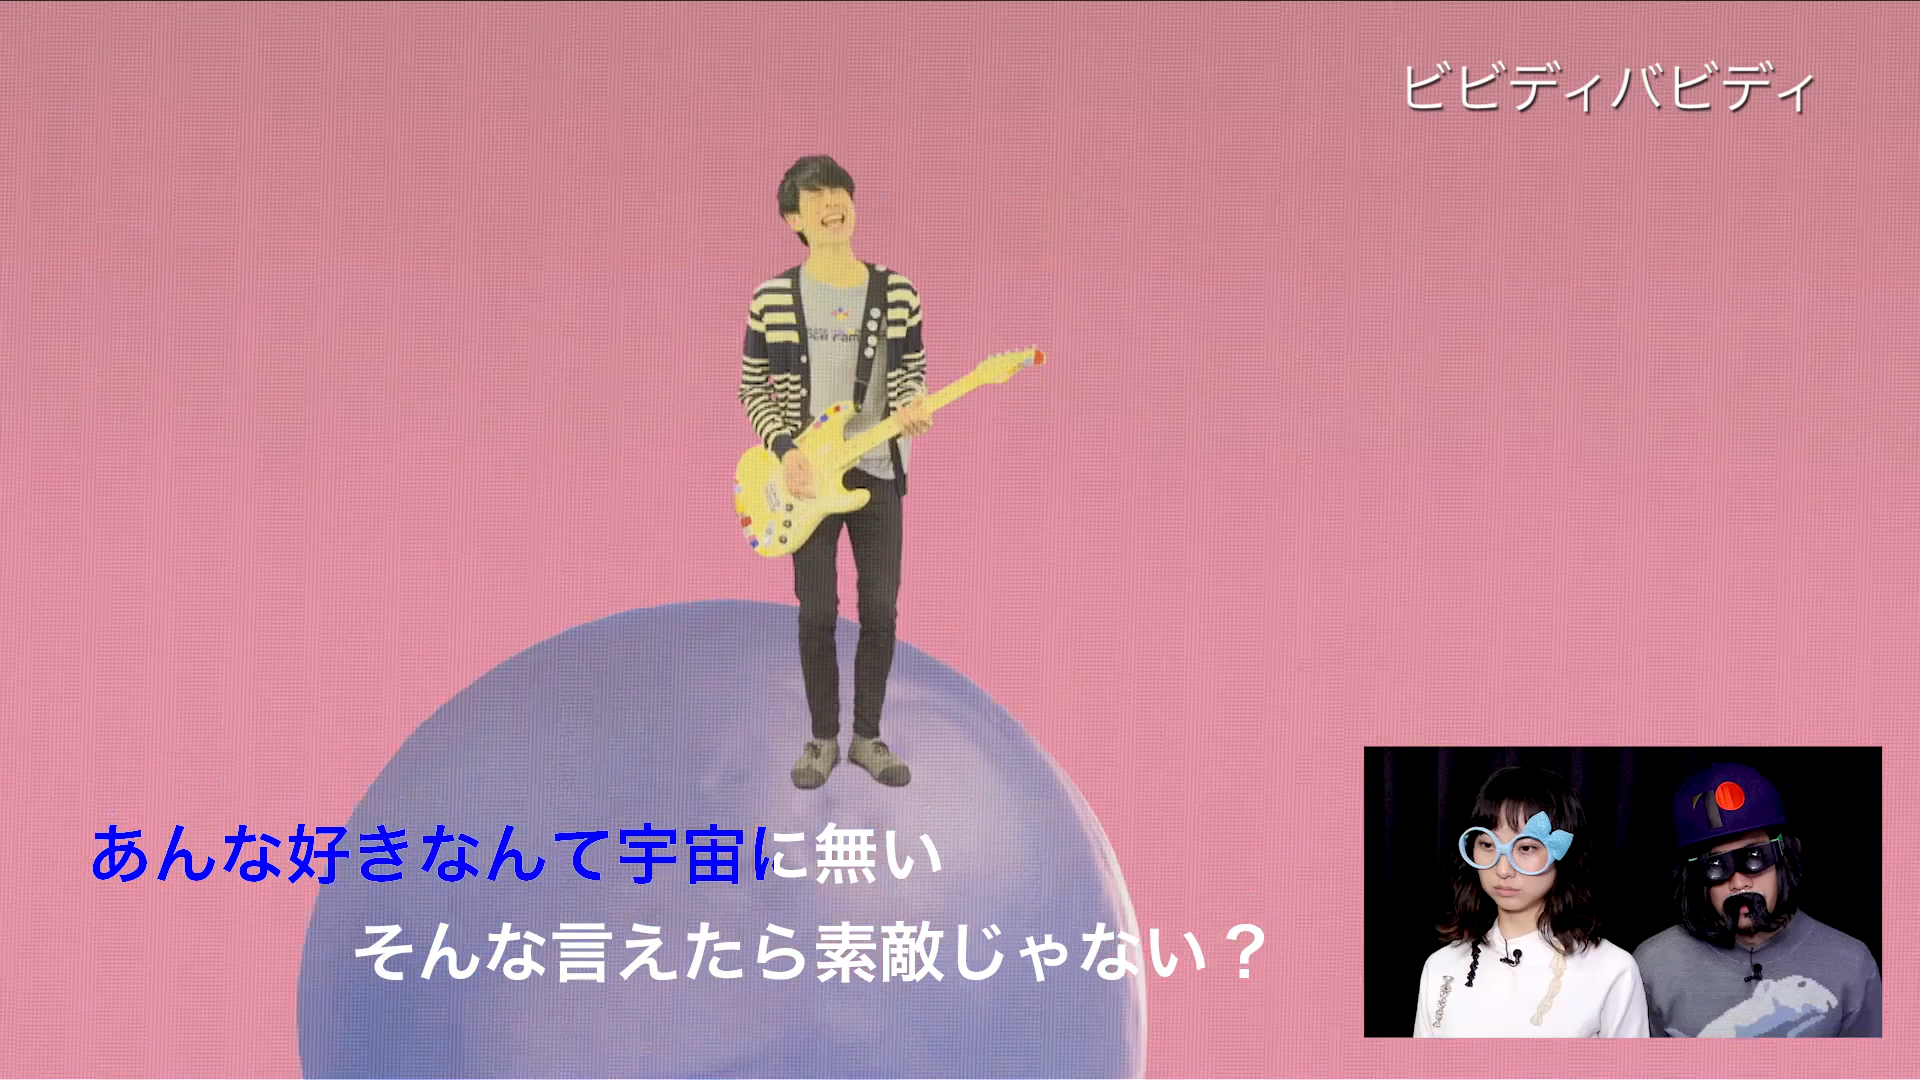 ビビディバビディ
あんな好きなんて宇宙に無い
そんな言えたら素敵じゃない？